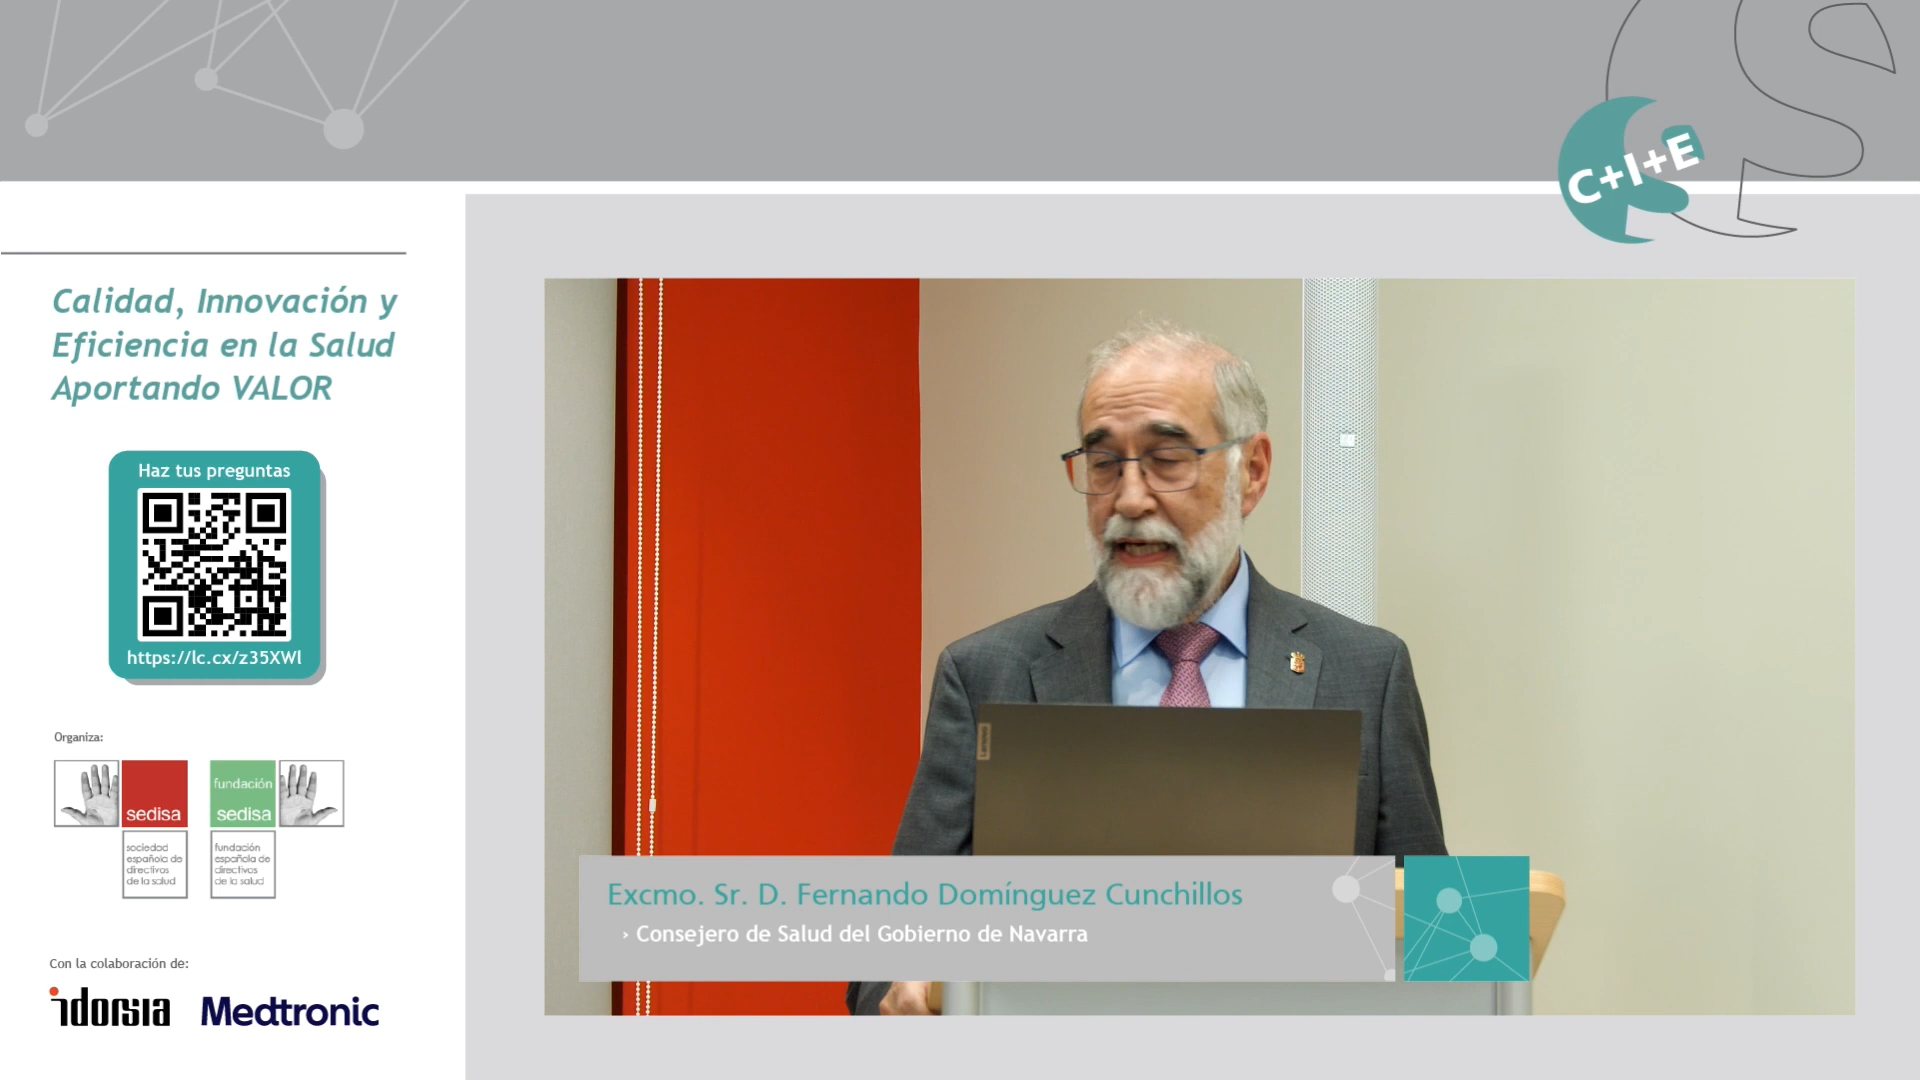 C+I+E
Calidad, Innovación y
Eficiencia en la Salud
Aportando VALOR
Haz tus preguntas
https://lc.cx/z35XWl
Organiza:
sedisa
sociedad
española de
directivos
de la salud
fundación
sedisa
fundación
española de
directivos
de la salud
Con la colaboración de:
idorsia
Medtronic
Lenovo
Excmo. Sr. D. Fernando Domínguez Cunchillos
› Consejero de Salud del Gobierno de Navarra